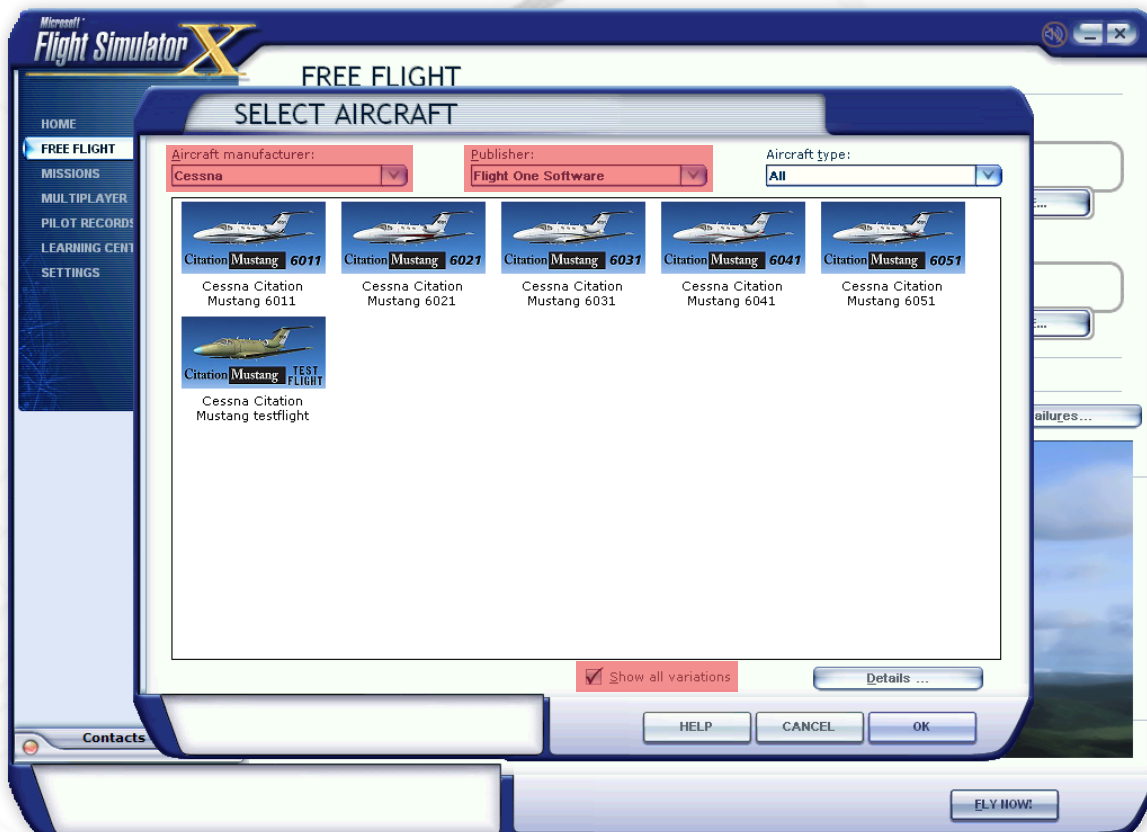 Microsoft
Flight Simulator X
FREE FLIGHT
SELECT AIRCRAFT
HOME
FREE FLIGHT
MISSIONS
MULTIPLAYER
PILOT RECORDS
LEARNING CENT
SETTINGS
Aircraft manufacturer:
Cessna
Publisher:
Flight One Software
Aircraft type:
All
Citation Mustang 6011
Cessna Citation
Mustang 6011
Citation Mustang 6021
Cessna Citation
Mustang 6021
Citation Mustang 6031
Cessna Citation
Mustang 6031
Citation Mustang 6041
Cessna Citation
Mustang 6041
Citation Mustang 6051
Cessna Citation
Mustang 6051
Citation Mustang TEST FLIGHT
Cessna Citation
Mustang testflight
ailures...
Show all variations
Details ...
HELP
CANCEL
OK
Contacts
FLY NOW!